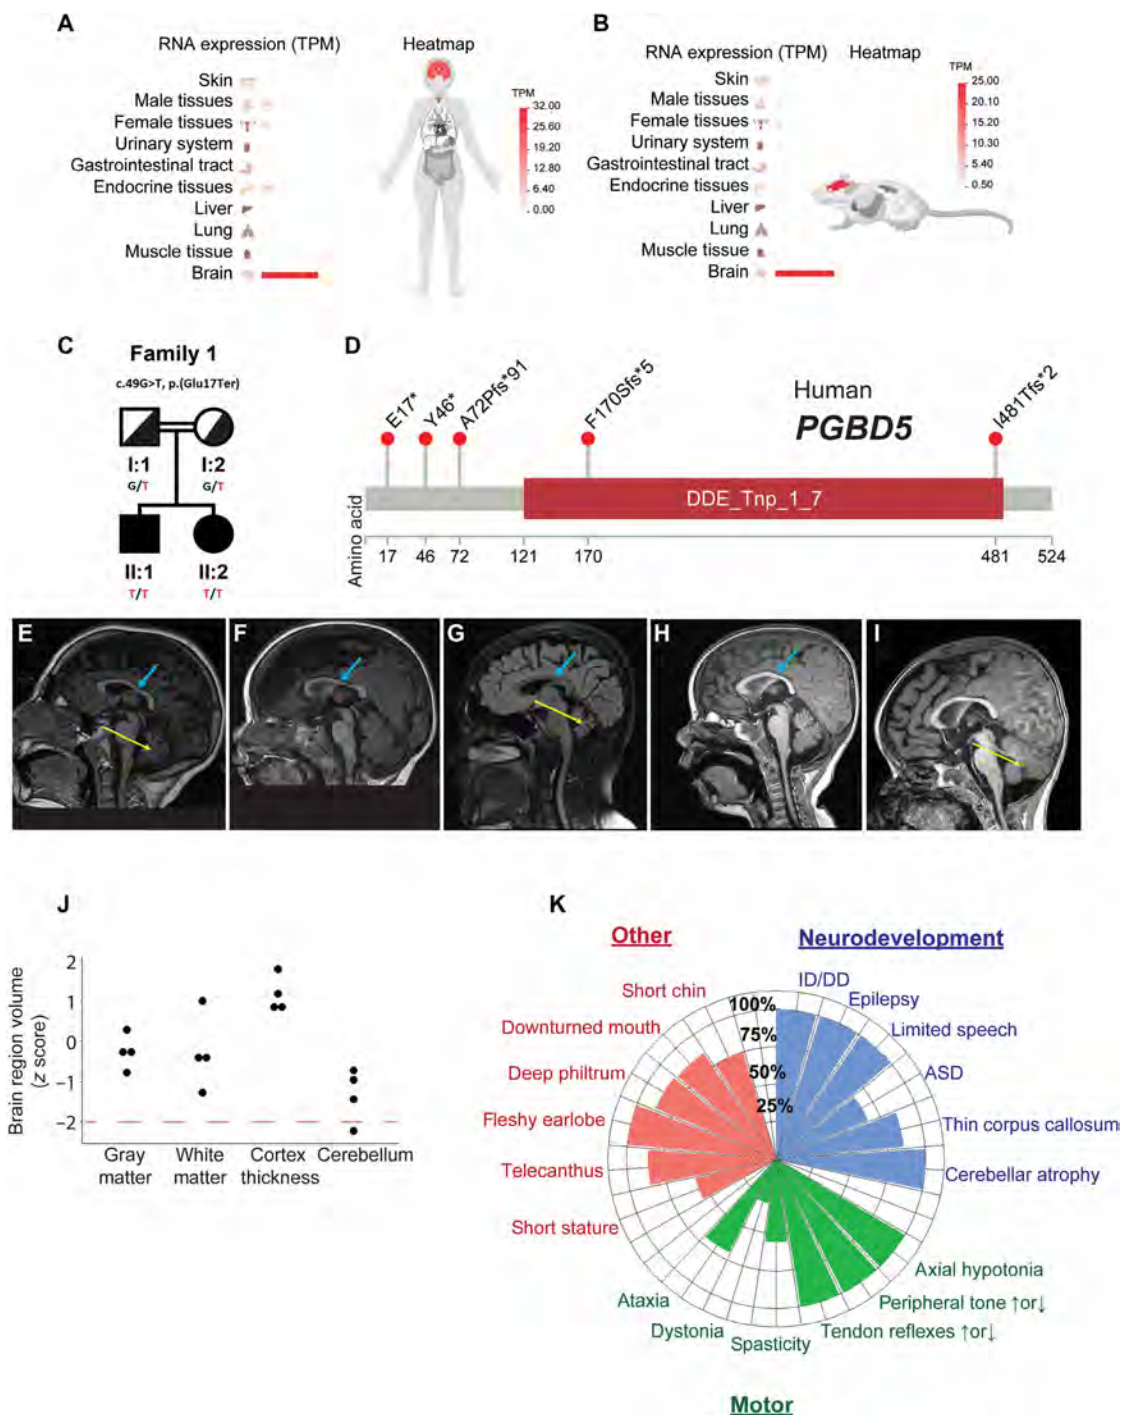 A
RNA expression (TPM)
Heatmap
Skin
Male tissues
Female tissues
Urinary system
Gastrointestinal tract
Endocrine tissues
Liver
Lung
Muscle tissue
Brain
TPM
32.00
25.60
19.20
12.80
6.40
0.00
B
RNA expression (TPM)
Heatmap
Skin
Male tissues
Female tissues
Urinary system
Gastrointestinal tract
Endocrine tissues
Liver
Lung
Muscle tissue
Brain
TPM
25.00
20.10
15.20
10.30
5.40
0.50
C
Family 1
c.49G>T, p.(Glu17Ter)
I:1
I:2
G/T
G/T
II:1
II:2
T/T
T/T
D
E17*
Y46*
A72Pfs*91
F170Sfs*5
I481Tfs*2
Human
PGBD5
DDE_Tnp_1_7
Amino acid
17
46
72
121
170
481
524
E
F
G
H
I
J
Brain region volume
(z score)
2
1
0
−1
−2
Gray
matter
White
matter
Cortex
thickness
Cerebellum
K
Other
Neurodevelopment
Short chin
Downturned mouth
Deep philtrum
Fleshy earlobe
Telecanthus
Short stature
100%
75%
50%
25%
ID/DD
Epilepsy
Limited speech
ASD
Thin corpus callosum
Cerebellar atrophy
Axial hypotonia
Peripheral tone ↑or↓
Tendon reflexes ↑or↓
Spasticity
Dystonia
Ataxia
Motor